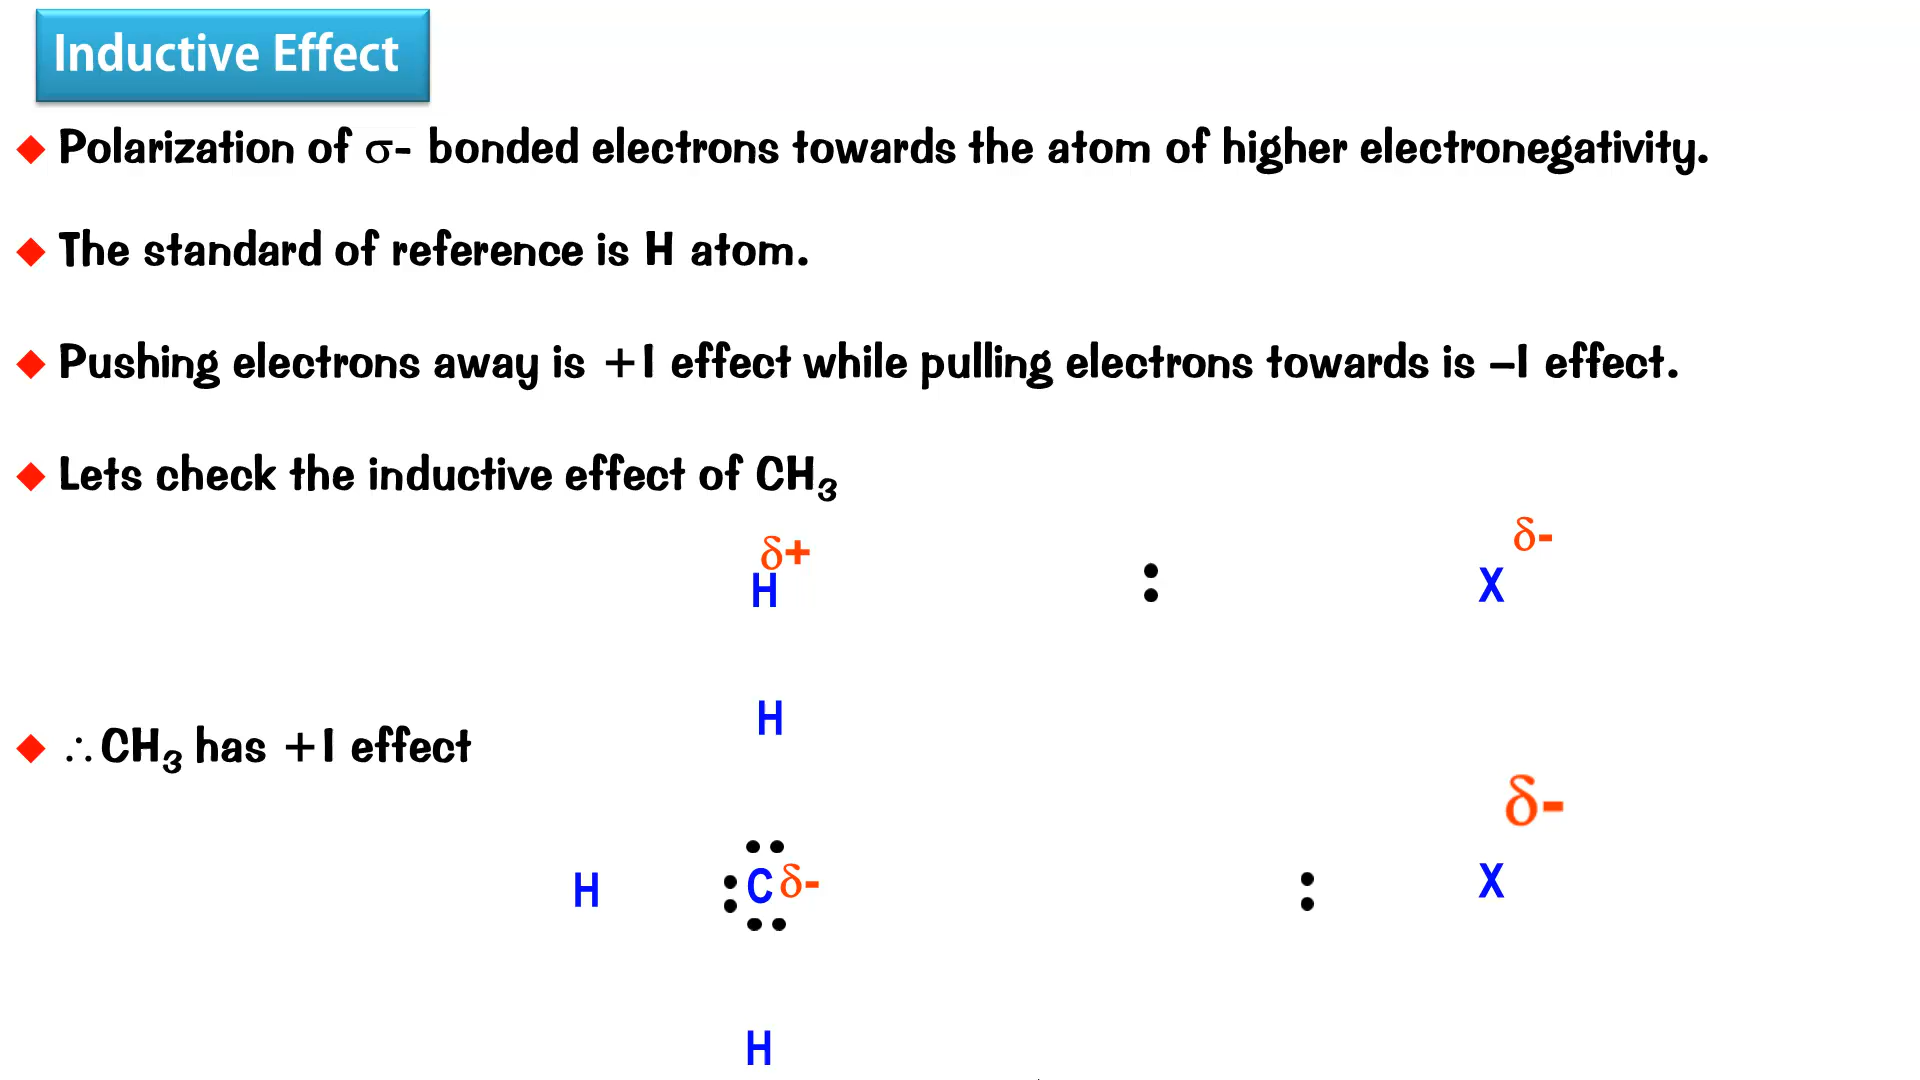 Inductive Effect
Polarization of σ- bonded electrons towards the atom of higher electronegativity.
The standard of reference is H atom.
Pushing electrons away is +I effect while pulling electrons towards is –I effect.
Lets check the inductive effect of CH₃
δ+ δ-
H : X
H
∴CH₃ has +I effect
δ-
H C δ- : X
H